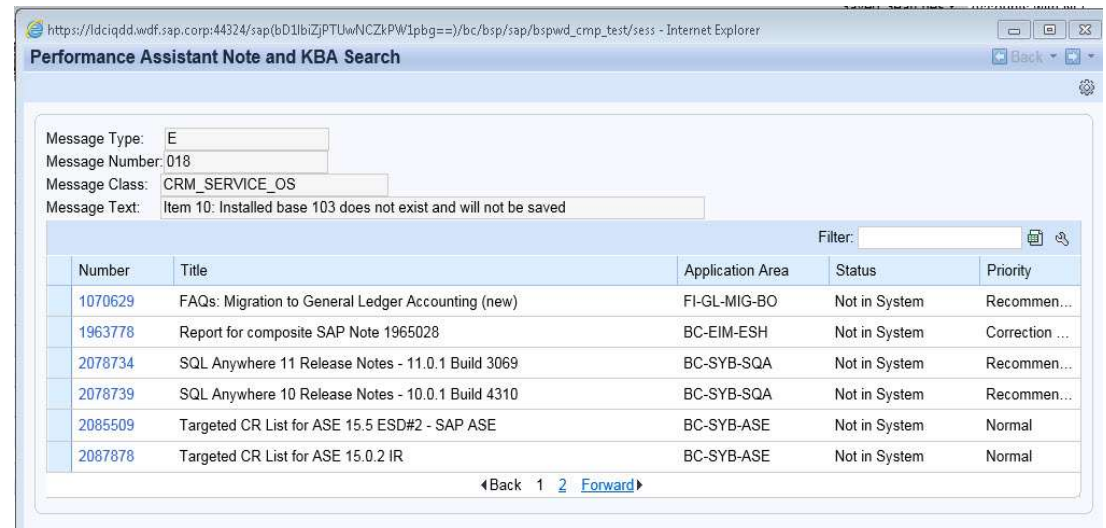 https://ldciqdd.wdf.sap.corp:44324/sap(bD1lbiZjPTUwNCZkPW1pbg==)/bc/bsp/sap/bspwd_cmp_test/sess - Internet Explorer
Performance Assistant Note and KBA Search Back
Message Type: E
Message Number: 018
Message Class: CRM_SERVICE_OS
Message Text: Item 10: Installed base 103 does not exist and will not be saved
Filter:
Number Title Application Area Status Priority
1070629 FAQs: Migration to General Ledger Accounting (new) FI-GL-MIG-BO Not in System Recommen...
1963778 Report for composite SAP Note 1965028 BC-EIM-ESH Not in System Correction ...
2078734 SQL Anywhere 11 Release Notes - 11.0.1 Build 3069 BC-SYB-SQA Not in System Recommen...
2078739 SQL Anywhere 10 Release Notes - 10.0.1 Build 4310 BC-SYB-SQA Not in System Recommen...
2085509 Targeted CR List for ASE 15.5 ESD#2 - SAP ASE BC-SYB-ASE Not in System Normal
2087878 Targeted CR List for ASE 15.0.2 IR BC-SYB-ASE Not in System Normal
Back 1 2 Forward